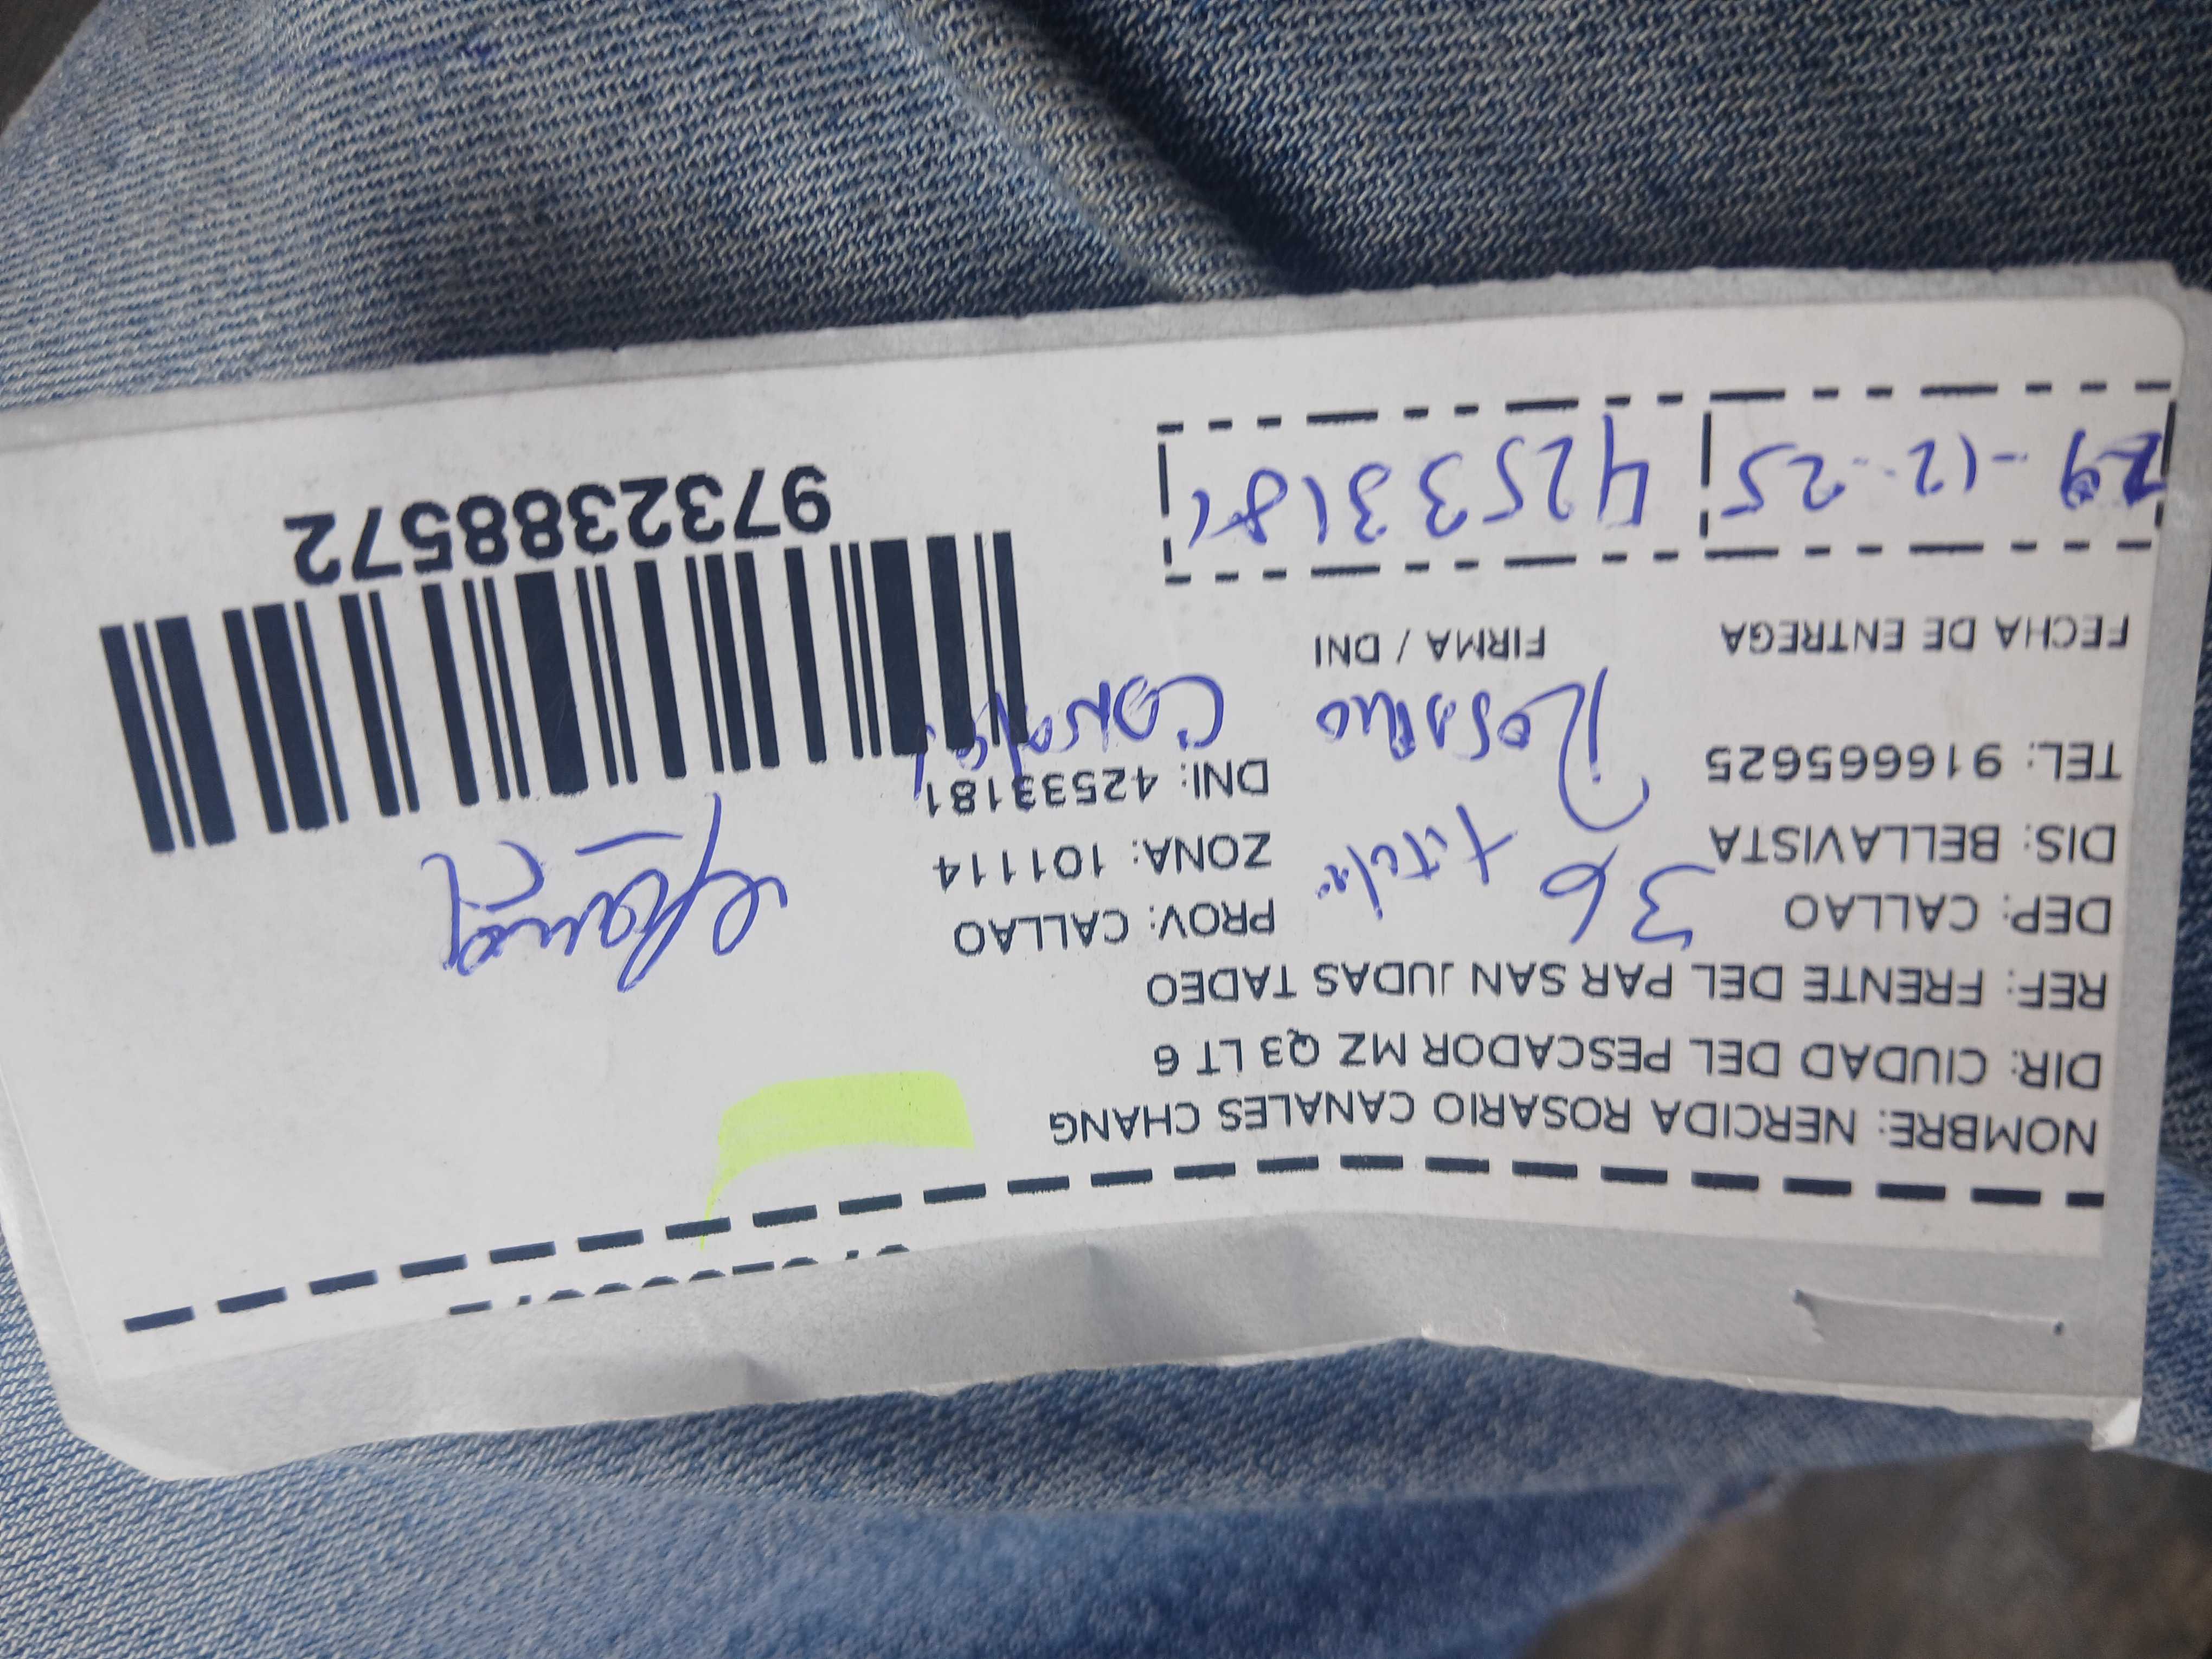 NOMBRE: NERCIDA ROSARIO CANALES CHANG
DIR: CIUDAD DEL PESCADOR MZ Q3 LT 6
REF: FRENTE DEL PAR SAN JUDAS TADEO
DEP: CALLAO 36 PROV: CALLAO
DIS: BELLAVISTA titular ZONA: 101114
TEL: 916665625 DNI: 42533181
Rosario Canales
FECHA DE ENTREGA FIRMA / DNI
29-12-25 42533181
9732388572